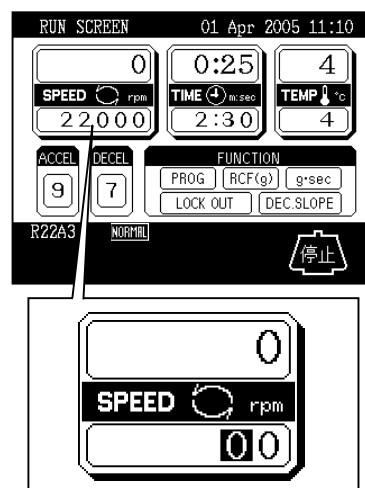 RUN SCREEN 01 Apr 2005 11:10
0 0:25 4
SPEED rpm TIME m:sec TEMP °c
22000 2:30 4
ACCEL DECEL FUNCTION
9 7 PROG RCF(g) g•sec
LOCK OUT DEC.SLOPE
R22A3 NORMAL
停止
0
SPEED rpm
00